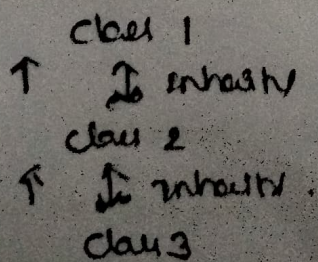 class 1
↑ ↕ inherits
class 2
↑ ↕ inherits.
class 3